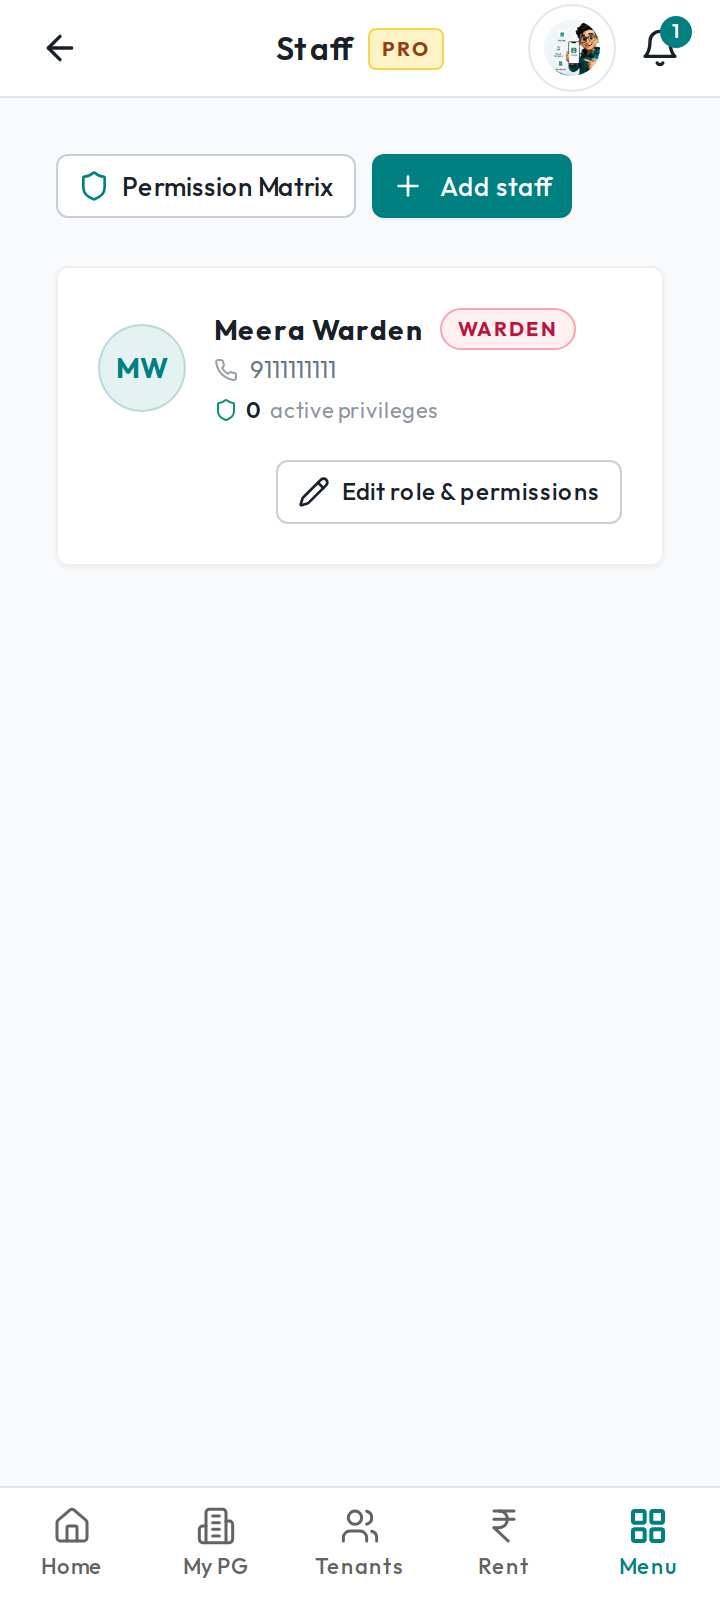 Staff PRO
1
Permission Matrix
Add staff
MW
Meera Warden WARDEN
9111111111
0 active privileges
Edit role & permissions
Home
My PG
Tenants
Rent
Menu